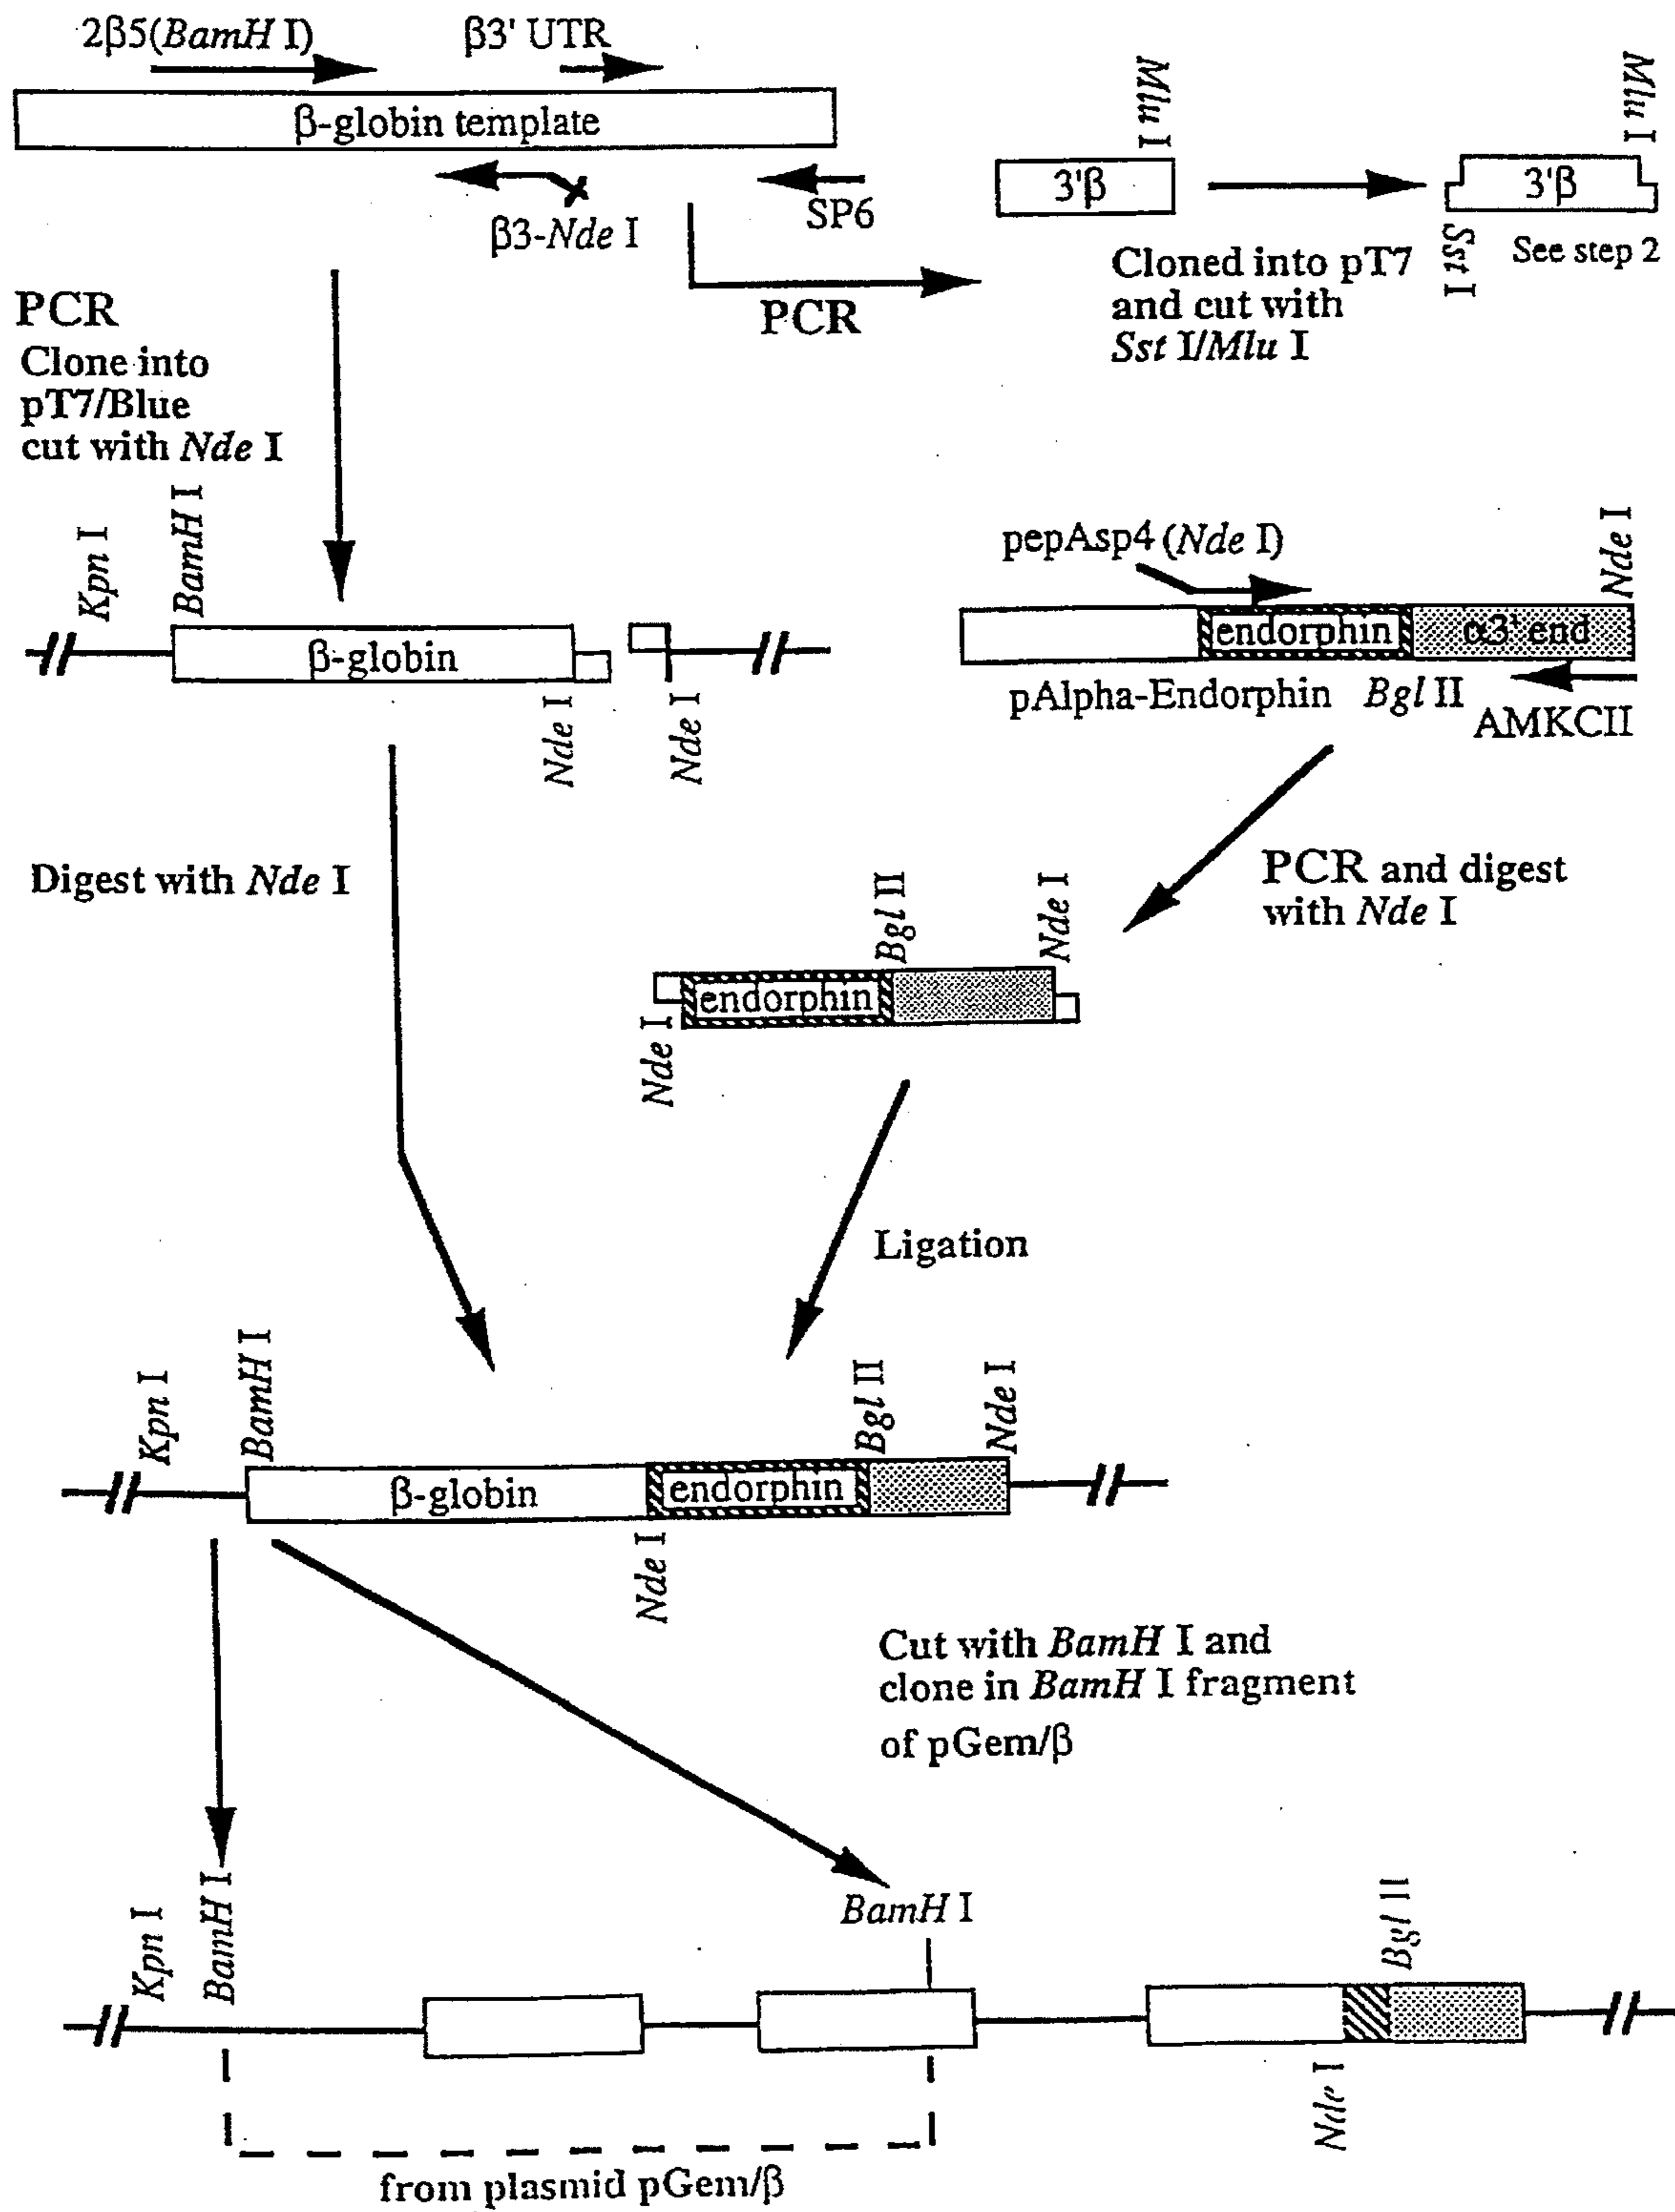 2β5(BamH I)
β3' UTR
β-globin template
β3-Nde I
SP6
PCR
3'β
Mlu I
3'β
Mlu I
Sst I
See step 2
Cloned into pT7
and cut with
Sst I/Mlu I
PCR
Clone into
pT7/Blue
cut with Nde I
Kpn I
BamH I
β-globin
Nde I
Nde I
pepAsp4 (Nde I)
Nde I
endorphin
α3' end
pAlpha-Endorphin
Bgl II
AMKCII
Digest with Nde I
PCR and digest
with Nde I
Bgl II
Nde I
endorphin
Nde I
Ligation
Kpn I
BamH I
Bgl II
Nde I
β-globin
endorphin
Nde I
Cut with BamH I and
clone in BamH I fragment
of pGem/β
Kpn I
BamH I
BamH I
Bgl II
Nde I
from plasmid pGem/β